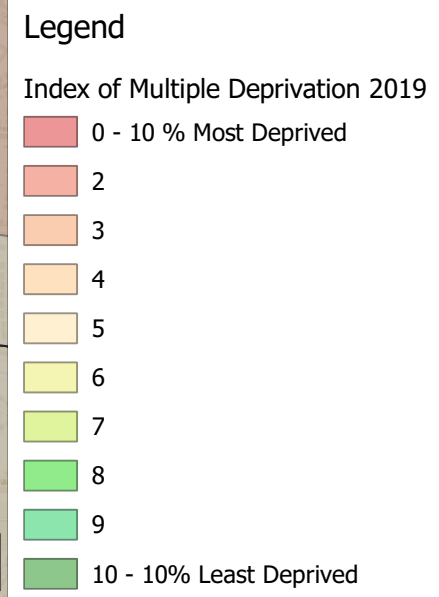 Legend
Index of Multiple Deprivation 2019
0 - 10 % Most Deprived
2
3
4
5
6
7
8
9
10 - 10% Least Deprived